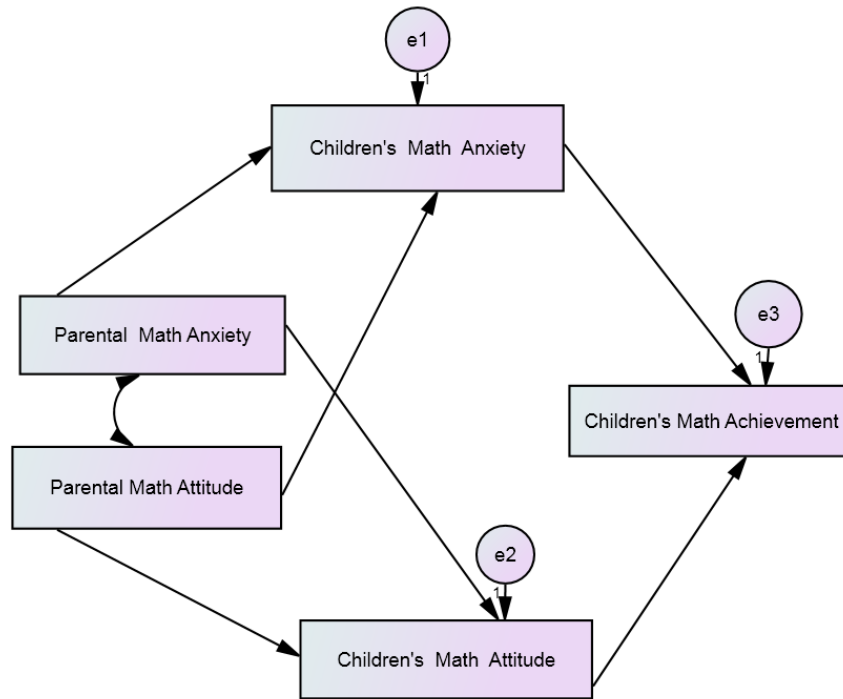 e1
1
Children's Math Anxiety
Parental Math Anxiety
e3
1
Children's Math Achievement
Parental Math Attitude
e2
1
Children's Math Attitude